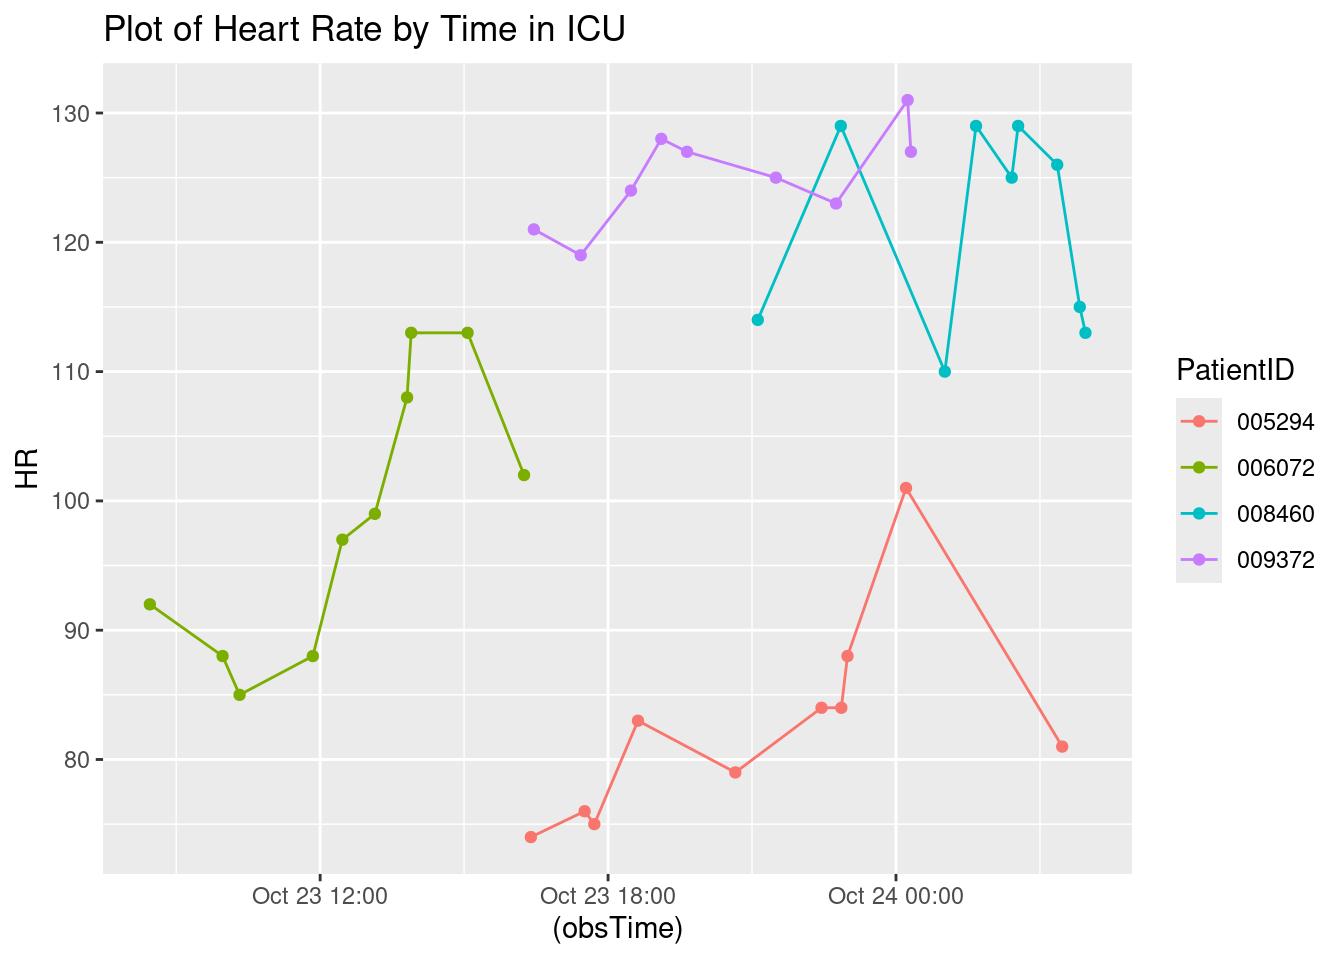 Plot of Heart Rate by Time in ICU
130
120
110
100
90
80
HR
Oct 23 12:00
Oct 23 18:00
Oct 24 00:00
(obsTime)
PatientID
005294
006072
008460
009372